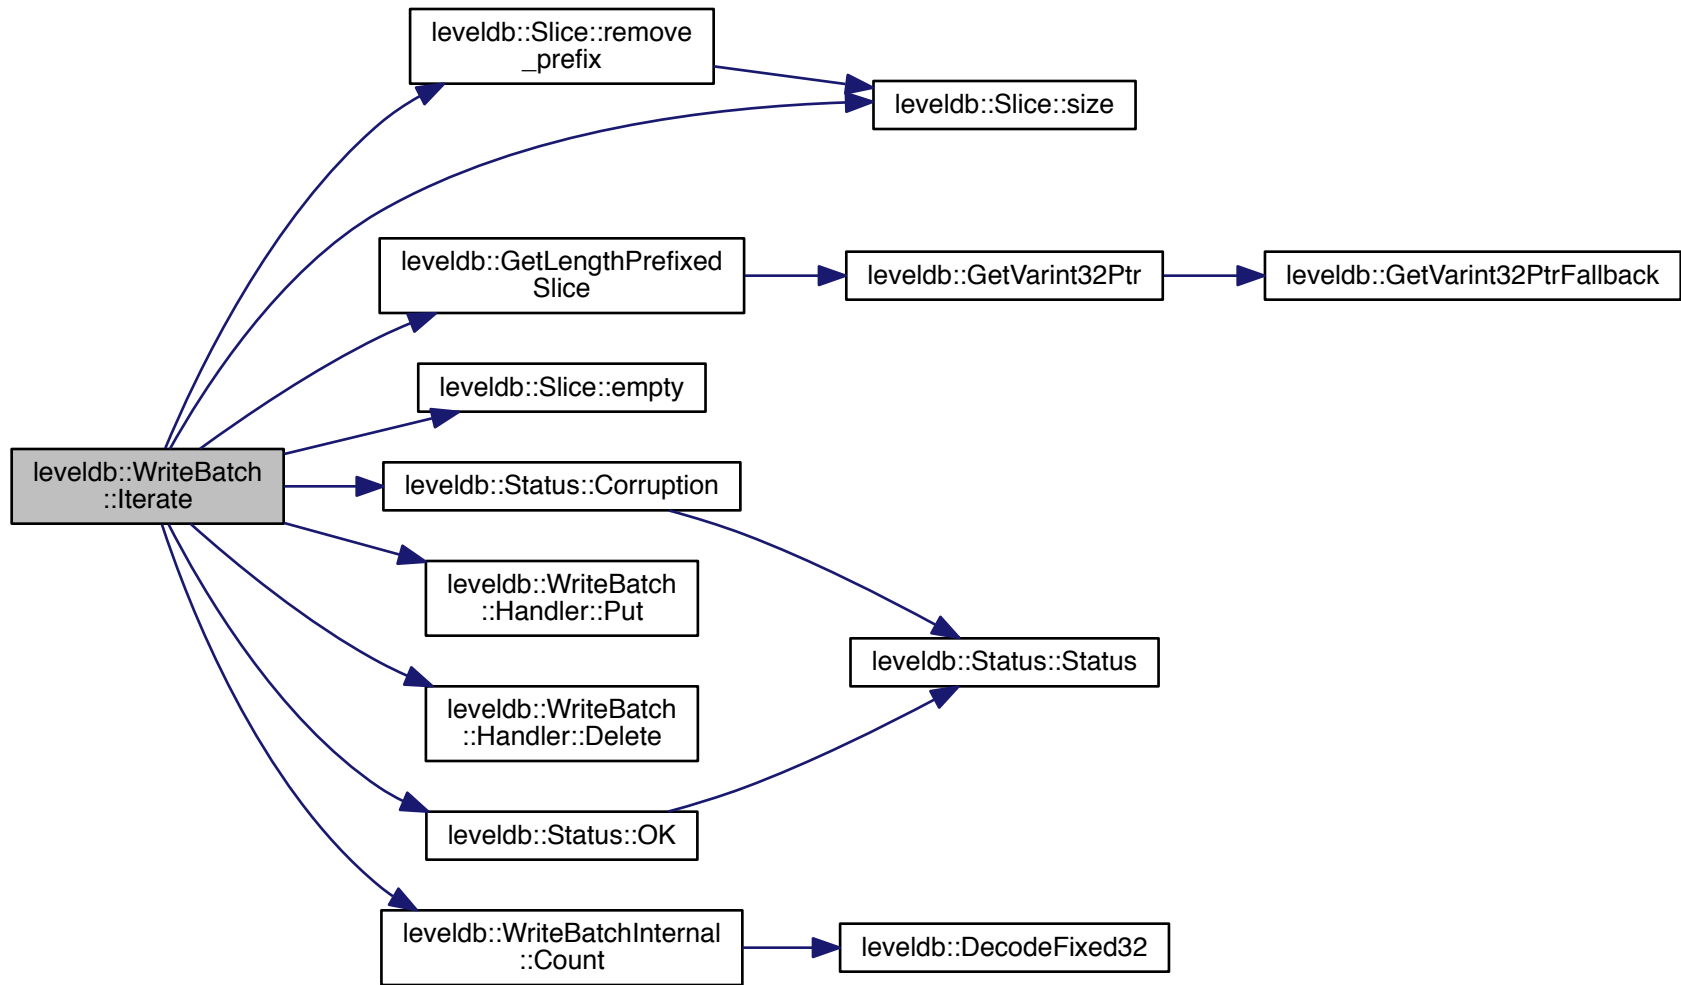 leveldb::Slice::remove
_prefix
leveldb::Slice::size
leveldb::GetLengthPrefixed
Slice
leveldb::GetVarint32Ptr
leveldb::GetVarint32PtrFallback
leveldb::Slice::empty
leveldb::WriteBatch
::Iterate
leveldb::Status::Corruption
leveldb::WriteBatch
::Handler::Put
leveldb::Status::Status
leveldb::WriteBatch
::Handler::Delete
leveldb::Status::OK
leveldb::WriteBatchInternal
::Count
leveldb::DecodeFixed32